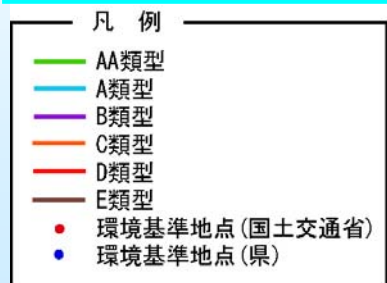 凡 例
AA類型
A類型
B類型
C類型
D類型
E類型
環境基準地点(国土交通省)
環境基準地点(県)